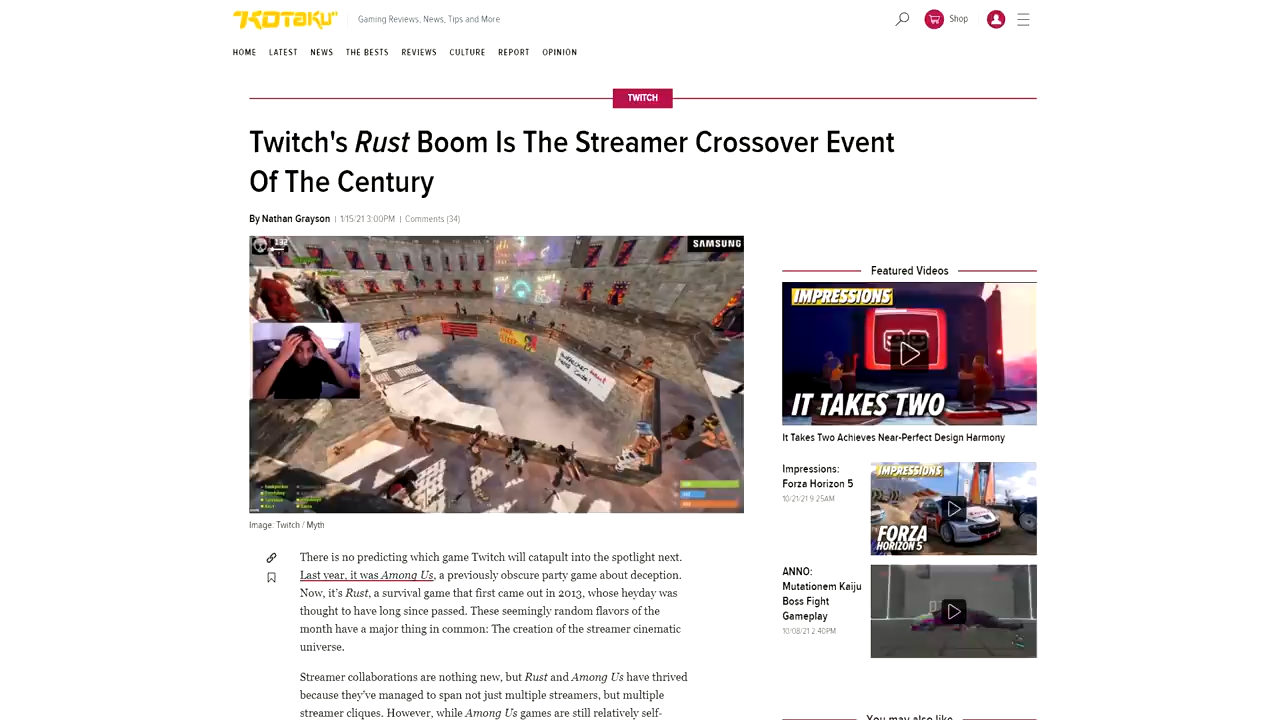 KOTAKU
Gaming Reviews, News, Tips and More
Shop
HOME LATEST NEWS THE BESTS REVIEWS CULTURE REPORT OPINION
TWITCH
Twitch's Rust Boom Is The Streamer Crossover Event
Of The Century
By Nathan Grayson | 1/15/21 3:00PM | Comments (34)
132
SAMSUNG
Image: Twitch / Myth
There is no predicting which game Twitch will catapult into the spotlight next.
Last year, it was Among Us, a previously obscure party game about deception.
Now, it's Rust, a survival game that first came out in 2013, whose heyday was
thought to have long since passed. These seemingly random flavors of the
month have a major thing in common: The creation of the streamer cinematic
universe.
Streamer collaborations are nothing new, but Rust and Among Us have thrived
because they've managed to span not just multiple streamers, but multiple
streamer cliques. However, while Among Us games are still relatively self-
Featured Videos
IMPRESSIONS
IT TAKES TWO
It Takes Two Achieves Near-Perfect Design Harmony
Impressions:
Forza Horizon 5
10/21/21 9:25AM
IMPRESSIONS
FORZA
HORIZON 5
ANNO:
Mutationem Kaiju
Boss Fight
Gameplay
10/08/21 2:40PM
You may also like